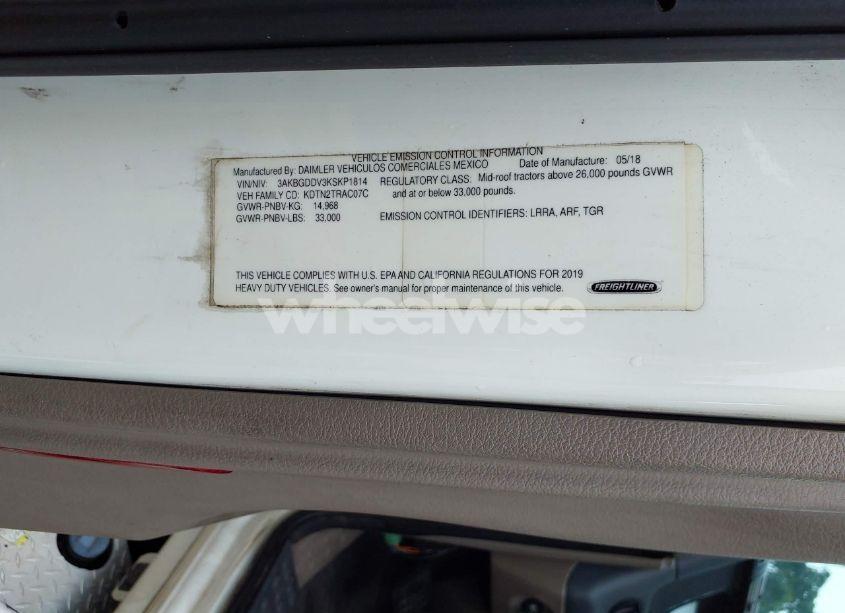 VEHICLE EMISSION CONTROL INFORMATION
Manufactured By: DAIMLER VEHICULOS COMERCIALES MEXICO Date of Manufacture: 05/18
VIN/NIV: 3AKBGDDV3KSKP1814 REGULATORY CLASS: Mid-roof tractors above 26,000 pounds GVWR
VEH FAMILY CD: KDTN2TRAC07C and at or below 33,000 pounds.
GVWR-PNBV-KG: 14,968
GVWR-PNBV-LBS: 33,000 EMISSION CONTROL IDENTIFIERS: LRRA, ARF, TGR
THIS VEHICLE COMPLIES WITH U.S. EPA AND CALIFORNIA REGULATIONS FOR 2019
HEAVY DUTY VEHICLES. See owner's manual for proper maintenance of this vehicle.
FREIGHTLINER
wheelwise